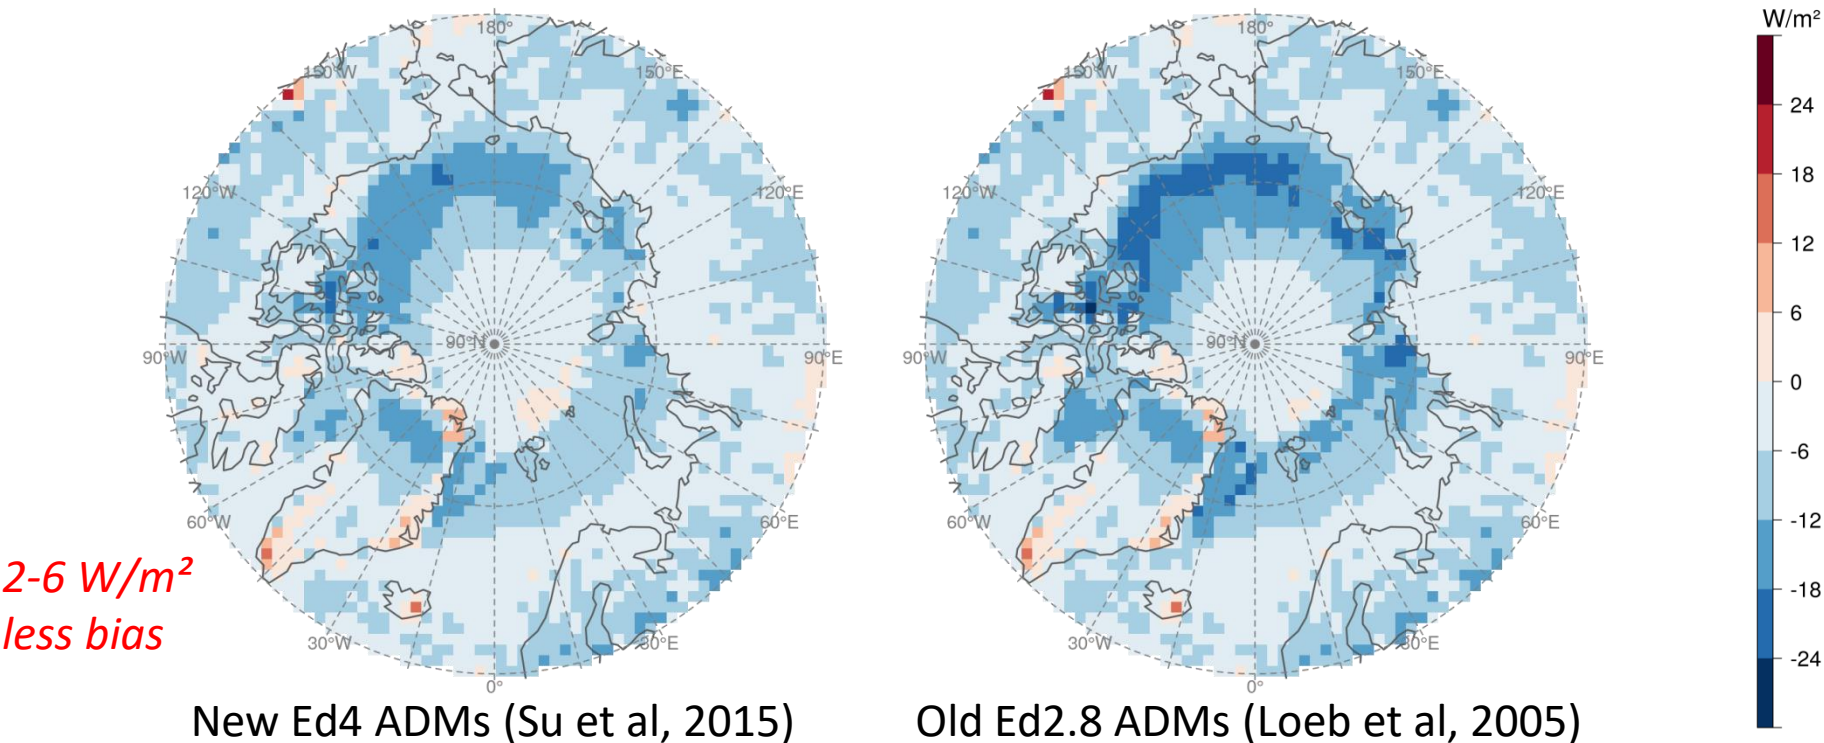 W/m²
180°
180°
150°W
150°E
150°W
150°E
24
18
120°W
120°E
120°W
120°E
12
6
90°W
90°N
90°E
90°W
90°N
90°E
0
-6
60°W
60°E
60°W
60°E
-12
2-6 W/m²
less bias
-18
30°W
30°E
30°W
30°E
-24
0°
0°
New Ed4 ADMs (Su et al, 2015)
Old Ed2.8 ADMs (Loeb et al, 2005)